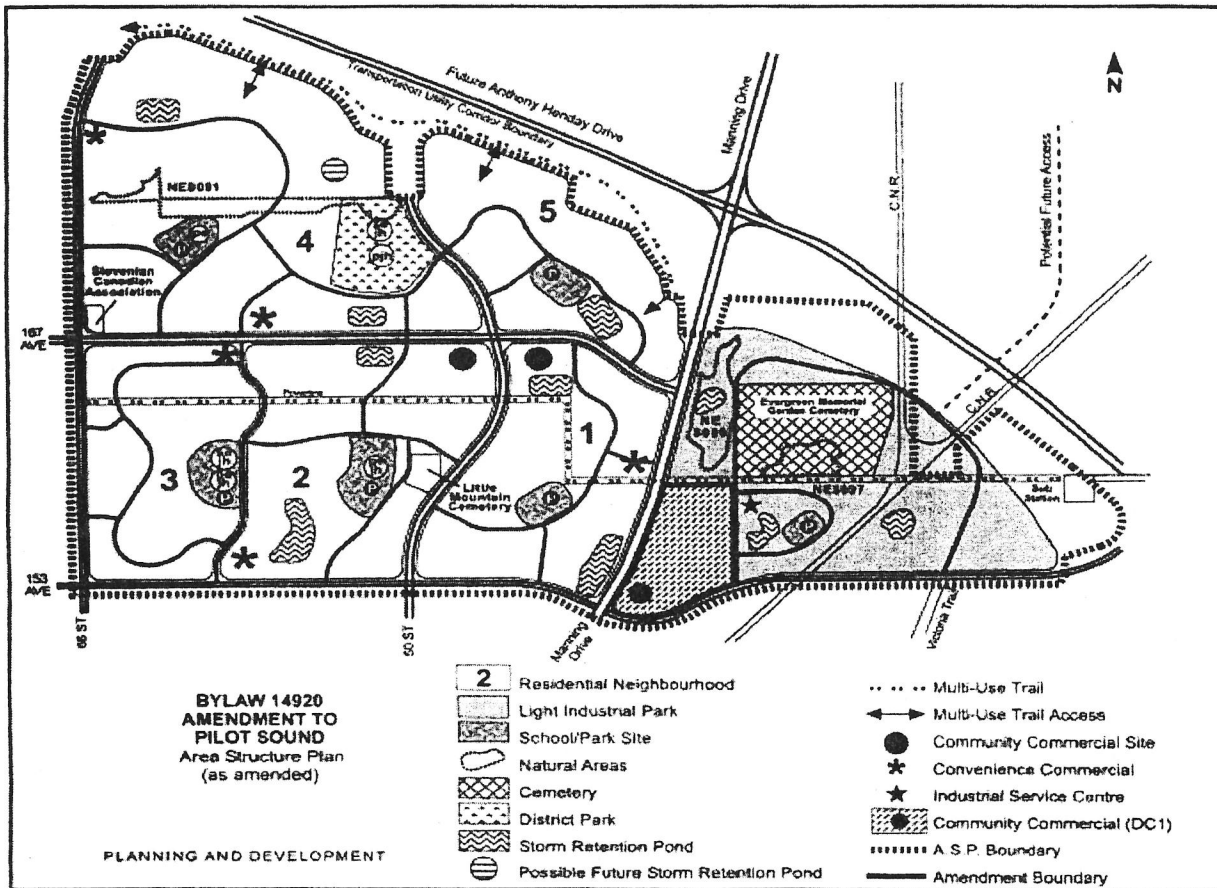 Future Anthony Henday Drive
Transportation Utility Corridor Boundary
Manning Drive
N
C.N.R.
Potential Future Access
NE8091
5
4
Slovenian
Canadian
Association
167
AVE
Evergreen Memorial
Garden Cemetery
C.N.R.
NE
1
3
2
Little
Mountain
Cemetery
NE8097
Sub
Station
153
AVE
66 ST
50 ST
Manning
Drive
Victoria Trail
BYLAW 14920
AMENDMENT TO
PILOT SOUND
Area Structure Plan
(as amended)
PLANNING AND DEVELOPMENT
2 Residential Neighbourhood
Light Industrial Park
School/Park Site
Natural Areas
Cemetery
District Park
Storm Retention Pond
Possible Future Storm Retention Pond
Multi-Use Trail
Multi-Use Trail Access
Community Commercial Site
Convenience Commercial
Industrial Service Centre
Community Commercial (DC1)
A.S.P. Boundary
Amendment Boundary